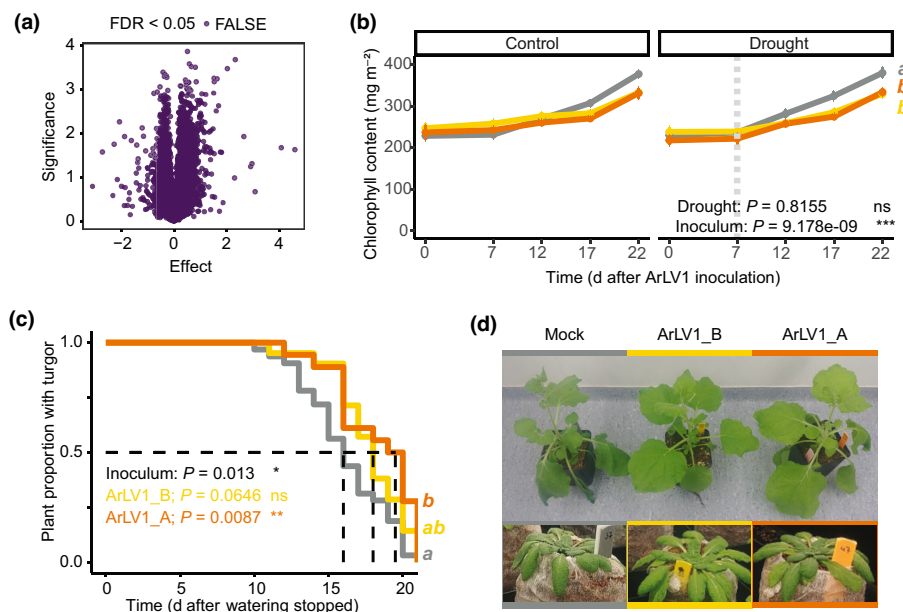 (a)
FDR < 0.05 FALSE
4
3
2
1
0
Significance
−2 0 2 4
Effect
(b)
Control Drought
400
300
200
100
0
Chlorophyll content (mg m⁻²)
a
b
b
Drought: P = 0.8155 ns
Inoculum: P = 9.178e-09 ***
0 7 12 17 22 0 7 12 17 22
Time (d after ArLV1 inoculation)
(c)
1.0
0.5
0.0
Plant proportion with turgor
Inoculum: P = 0.013 *
ArLV1_B; P = 0.0646 ns
ArLV1_A; P = 0.0087 **
b
ab
a
0 5 10 15 20
Time (d after watering stopped)
(d)
Mock ArLV1_B ArLV1_A
37
47